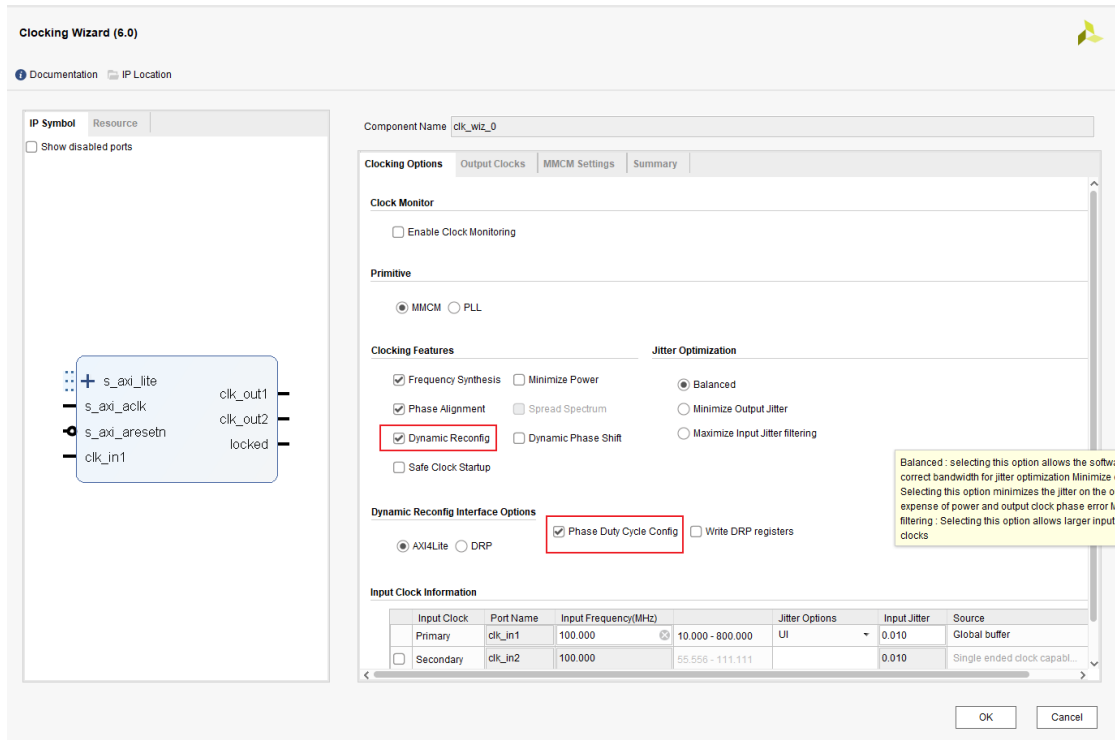 Clocking Wizard (6.0)
Documentation IP Location
IP Symbol Resource
Show disabled ports
s_axi_lite
s_axi_aclk
s_axi_aresetn
clk_in1
clk_out1
clk_out2
locked
Component Name clk_wiz_0
Clocking Options Output Clocks MMCM Settings Summary
Clock Monitor
Enable Clock Monitoring
Primitive
MMCM PLL
Clocking Features
Jitter Optimization
Frequency Synthesis Minimize Power
Balanced
Phase Alignment Spread Spectrum
Minimize Output Jitter
Dynamic Reconfig Dynamic Phase Shift
Maximize Input Jitter filtering
Safe Clock Startup
Balanced : selecting this option allows the softwa
correct bandwidth for jitter optimization Minimize
Selecting this option minimizes the jitter on the o
expense of power and output clock phase error M
filtering : Selecting this option allows larger input
clocks
Dynamic Reconfig Interface Options
AXI4Lite DRP
Phase Duty Cycle Config Write DRP registers
Input Clock Information
Input Clock Port Name Input Frequency(MHz) Jitter Options Input Jitter Source
Primary clk_in1 100.000 10.000 - 800.000 UI 0.010 Global buffer
Secondary clk_in2 100.000 55.556 - 111.111 0.010 Single ended clock capabl...
OK Cancel